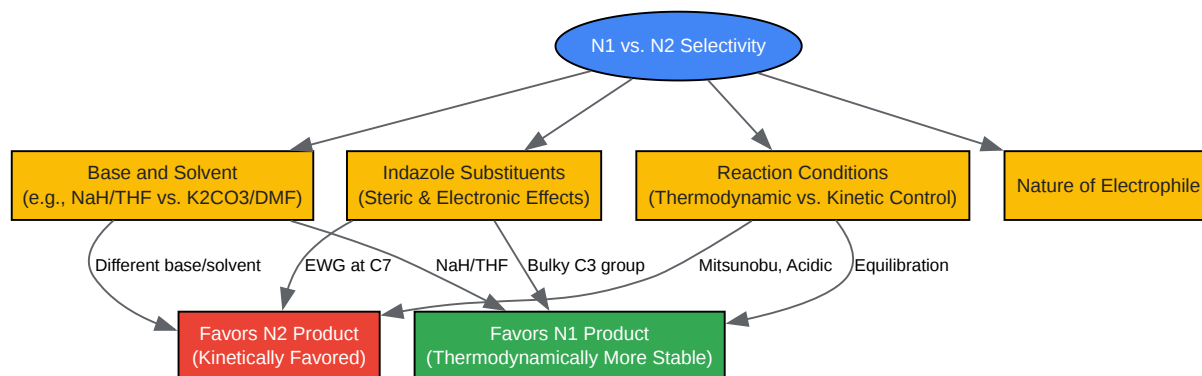 N1 vs. N2 Selectivity
Base and Solvent
(e.g., NaH/THF vs. K2CO3/DMF)
Indazole Substituents
(Steric & Electronic Effects)
Reaction Conditions
(Thermodynamic vs. Kinetic Control)
Nature of Electrophile
Different base/solvent
EWG at C7
NaH/THF
Bulky C3 group
Mitsunobu, Acidic
Equilibration
Favors N2 Product
(Kinetically Favored)
Favors N1 Product
(Thermodynamically More Stable)